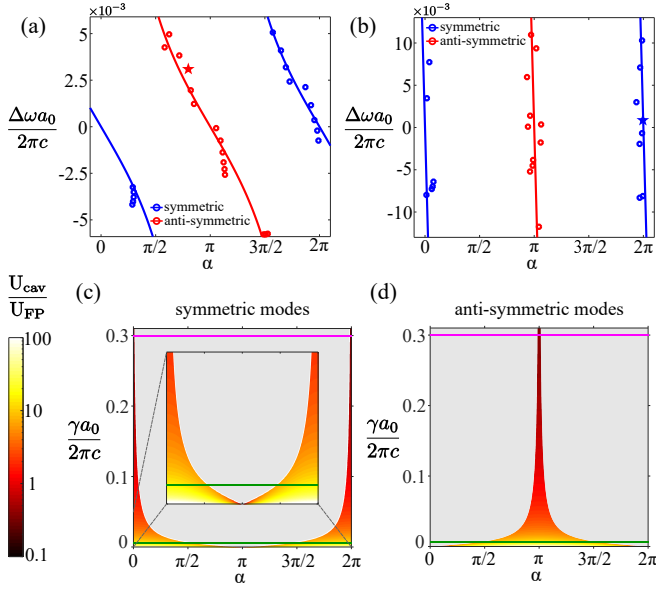 (a)
×10⁻³
5
2.5
0
-2.5
-5
Δωa₀
2πc
symmetric
anti-symmetric
0
π/2
π
3π/2
2π
α
(b)
×10⁻³
10
5
0
-5
-10
Δωa₀
2πc
symmetric
anti-symmetric
0
π/2
π
3π/2
2π
α
U_cav
U_FP
100
10
1
0.1
(c)
symmetric modes
0.3
0.2
0.1
0
γa₀
2πc
0
π/2
π
3π/2
2π
α
(d)
anti-symmetric modes
0.3
0.2
0.1
0
γa₀
2πc
0
π/2
π
3π/2
2π
α